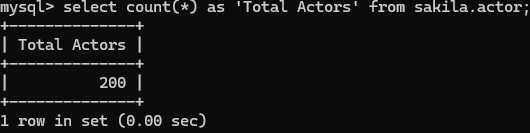 mysql> select count(*) as 'Total Actors' from sakila.actor;
+--------------+
| Total Actors |
+--------------+
|          200 |
+--------------+
1 row in set (0.00 sec)